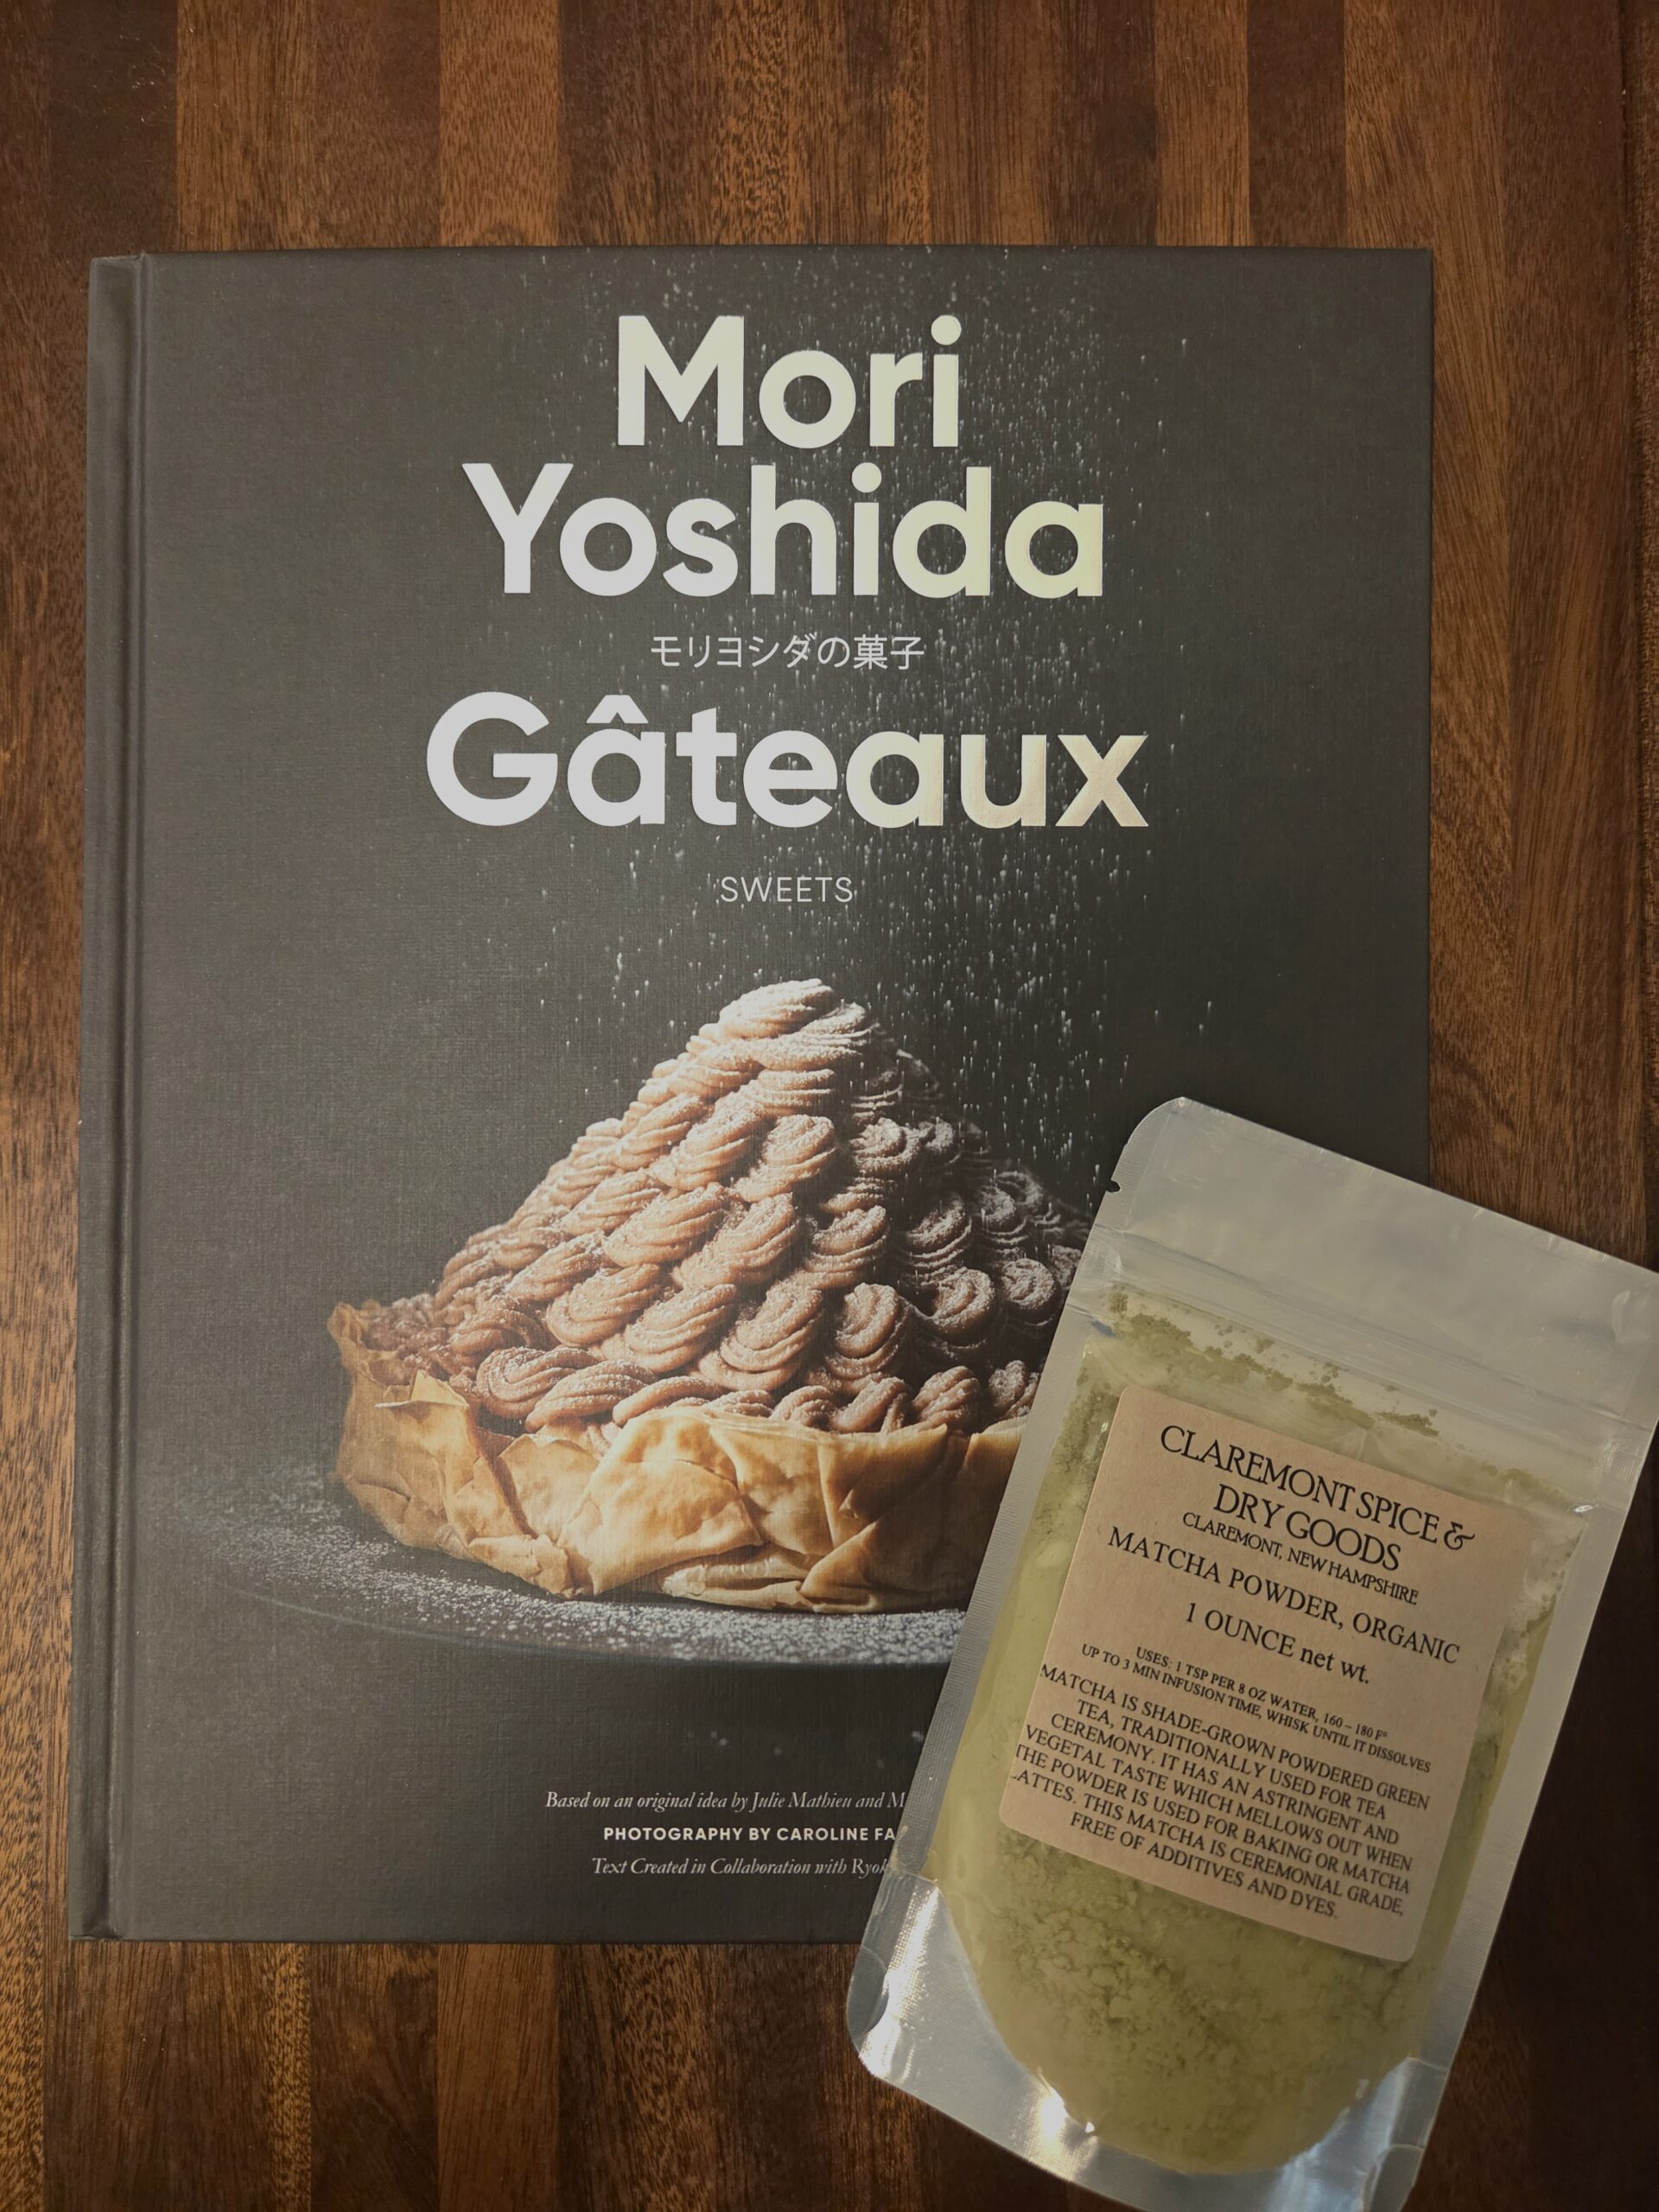 Mori
Yoshida
モリヨシダの菓子
Gâteaux
SWEETS
Based on an original idea by Julie Mathieu and
PHOTOGRAPHY BY CAROLINE
Text Created in Collaboration with
CLAREMONT SPICE &
DRY GOODS
CLAREMONT, NEW HAMPSHIRE
MATCHA POWDER, ORGANIC
1 OUNCE net wt.
USES: 1 TSP PER 8 OZ WATER, 160 – 180 F°
UP TO 3 MIN INFUSION TIME, WHISK UNTIL IT DISSOLVES
MATCHA IS SHADE-GROWN POWDERED GREEN
TEA, TRADITIONALLY USED FOR TEA
CEREMONY. IT HAS AN ASTRINGENT AND
VEGETAL TASTE WHICH MELLOWS OUT WHEN
THE POWDER IS USED FOR BAKING OR MATCHA
LATTES. THIS MATCHA IS CEREMONIAL GRADE,
FREE OF ADDITIVES AND DYES.